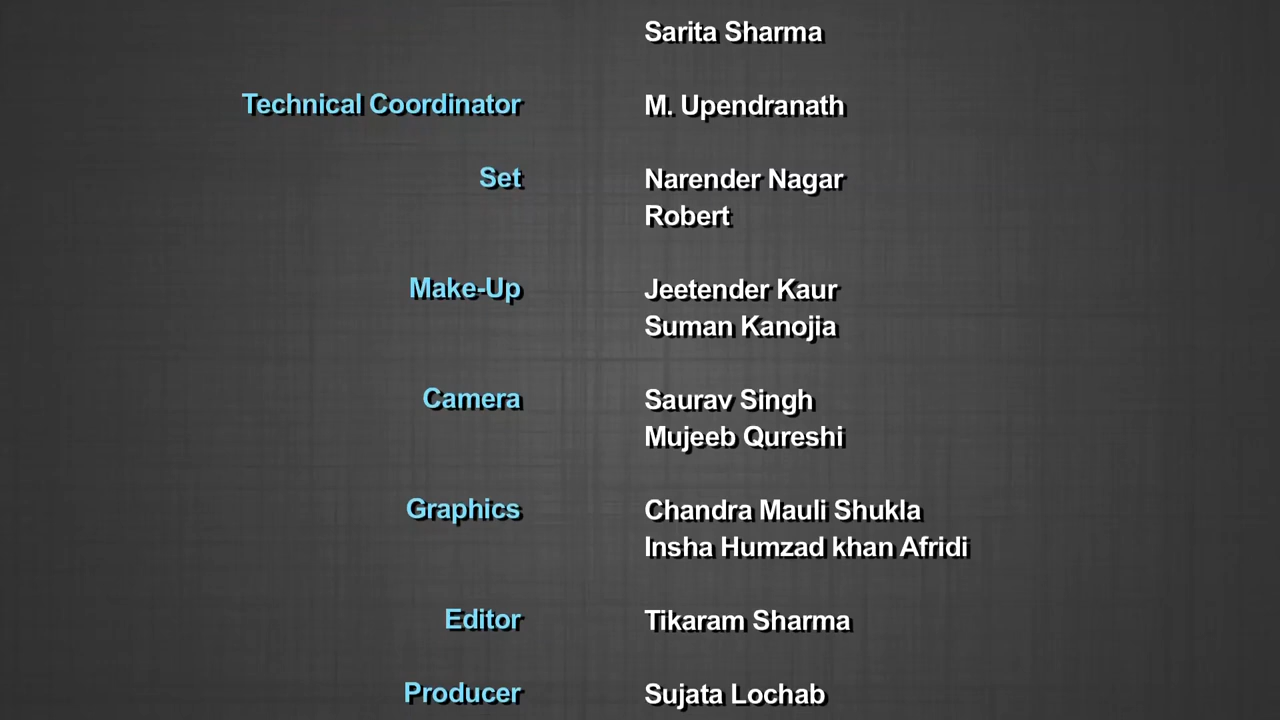 Sarita Sharma
Technical Coordinator M. Upendranath
Set Narender Nagar
Robert
Make-Up Jeetender Kaur
Suman Kanojia
Camera Saurav Singh
Mujeeb Qureshi
Graphics Chandra Mauli Shukla
Insha Humzad khan Afridi
Editor Tikaram Sharma
Producer Sujata Lochab